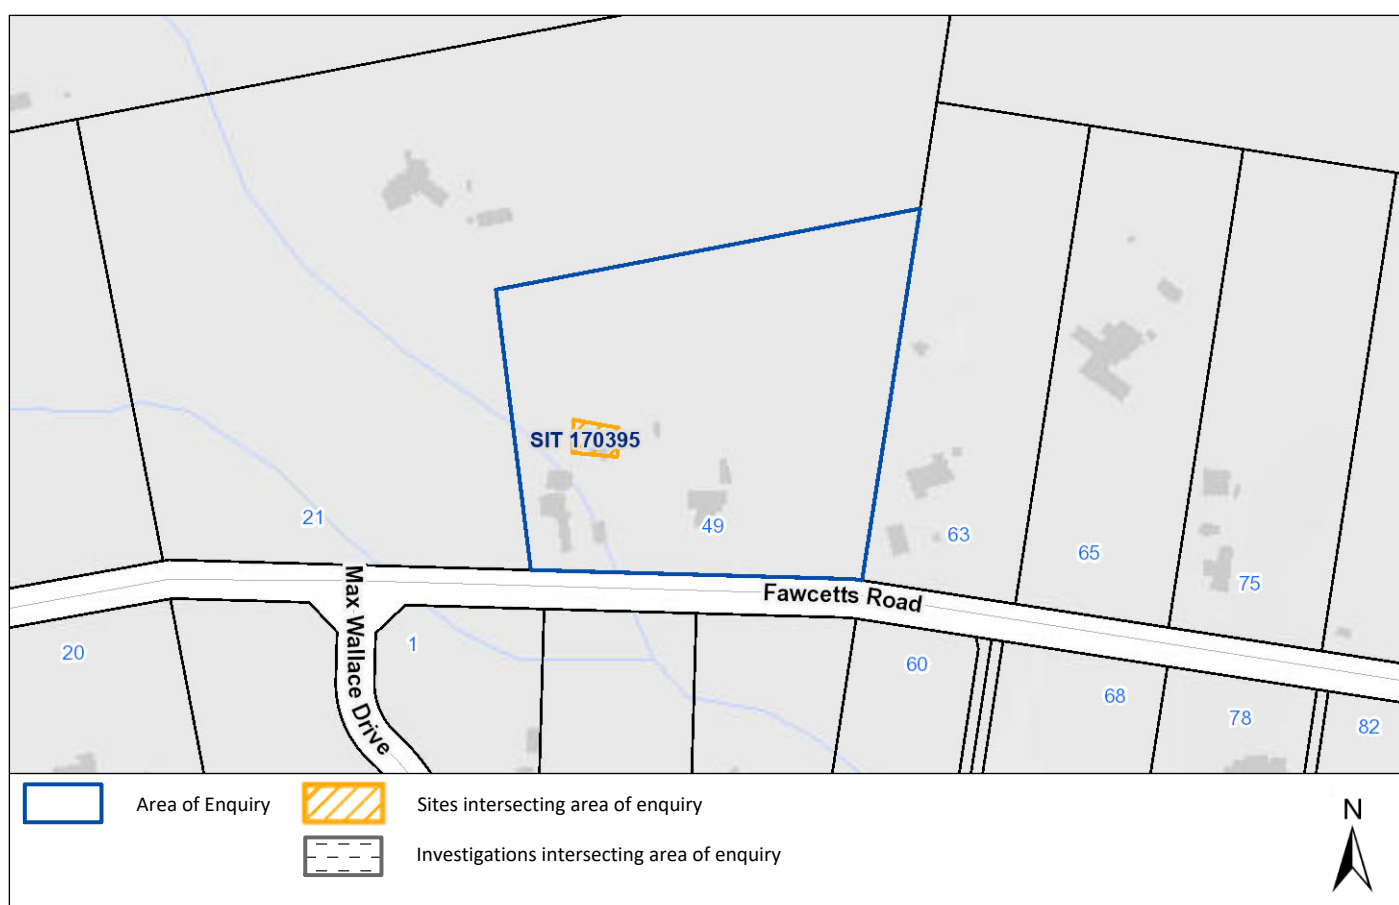 SIT 170395
21
49
63
65
75
Max Wallace Drive
Fawcetts Road
20
1
60
68
78
82
Area of Enquiry
Sites intersecting area of enquiry
Investigations intersecting area of enquiry
N